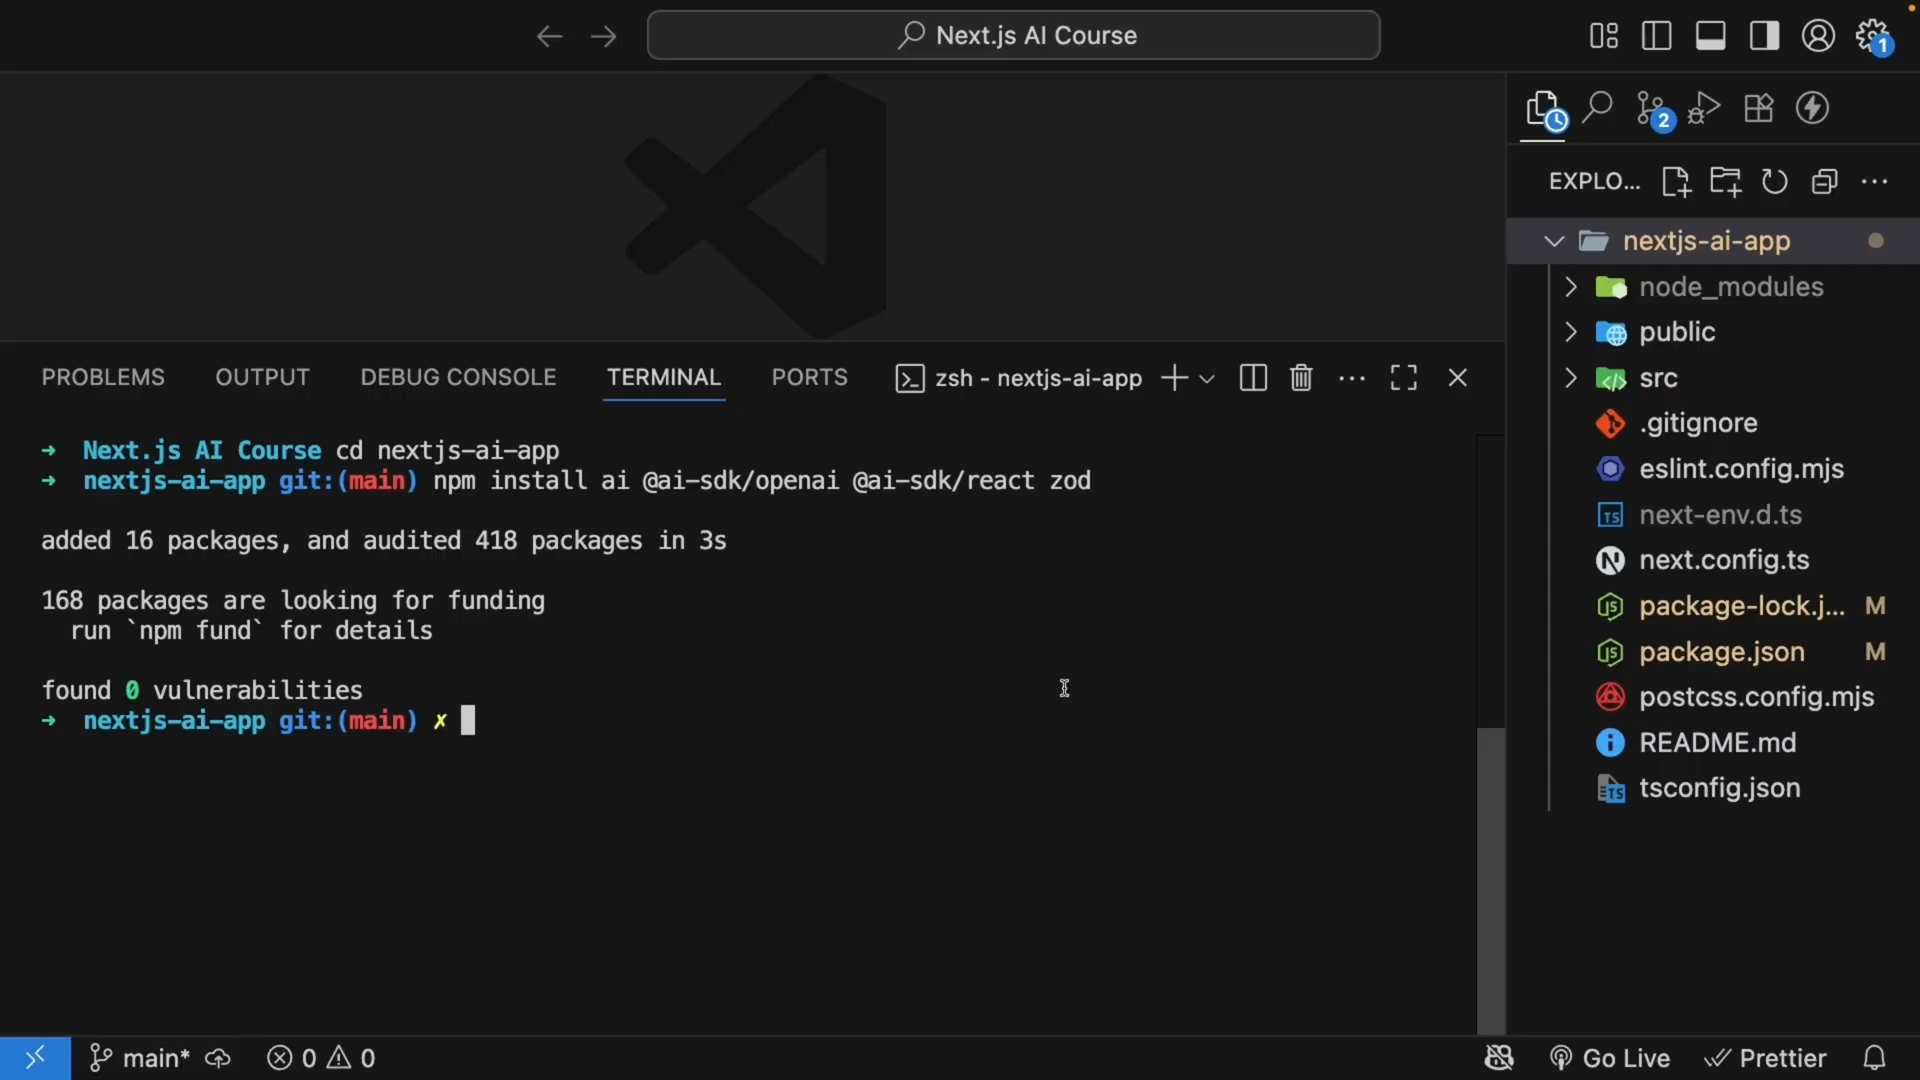 Next.js AI Course
1
2
EXPLO...
nextjs-ai-app
node_modules
public
src
.gitignore
eslint.config.mjs
next-env.d.ts
next.config.ts
package-lock.j... M
package.json M
postcss.config.mjs
README.md
tsconfig.json
PROBLEMS OUTPUT DEBUG CONSOLE TERMINAL PORTS zsh - nextjs-ai-app
➜ Next.js AI Course cd nextjs-ai-app
➜ nextjs-ai-app git:(main) npm install ai @ai-sdk/openai @ai-sdk/react zod
added 16 packages, and audited 418 packages in 3s
168 packages are looking for funding
run `npm fund` for details
found 0 vulnerabilities
➜ nextjs-ai-app git:(main) ✗
main* 0 0 Go Live Prettier